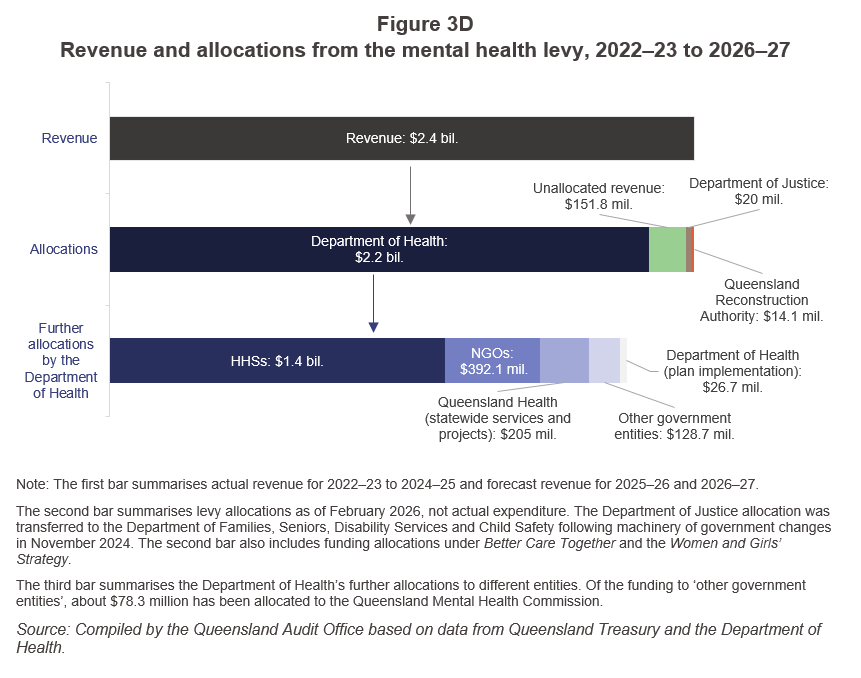 Figure 3D
Revenue and allocations from the mental health levy, 2022–23 to 2026–27
Revenue
Revenue: $2.4 bil.
Unallocated revenue:
$151.8 mil.
Department of Justice:
$20 mil.
Allocations
Department of Health:
$2.2 bil.
Queensland
Reconstruction
Authority: $14.1 mil.
Further
allocations
by the
Department
of Health
HHSs: $1.4 bil.
NGOs:
$392.1 mil.
Department of Health
(plan implementation):
$26.7 mil.
Queensland Health
(statewide services and
projects): $205 mil.
Other government
entities: $128.7 mil.
Note: The first bar summarises actual revenue for 2022–23 to 2024–25 and forecast revenue for 2025–26 and 2026–27.
The second bar summarises levy allocations as of February 2026, not actual expenditure. The Department of Justice allocation was
transferred to the Department of Families, Seniors, Disability Services and Child Safety following machinery of government changes
in November 2024. The second bar also includes funding allocations under Better Care Together and the Women and Girls'
Strategy.
The third bar summarises the Department of Health's further allocations to different entities. Of the funding to 'other government
entities', about $78.3 million has been allocated to the Queensland Mental Health Commission.
Source: Compiled by the Queensland Audit Office based on data from Queensland Treasury and the Department of
Health.